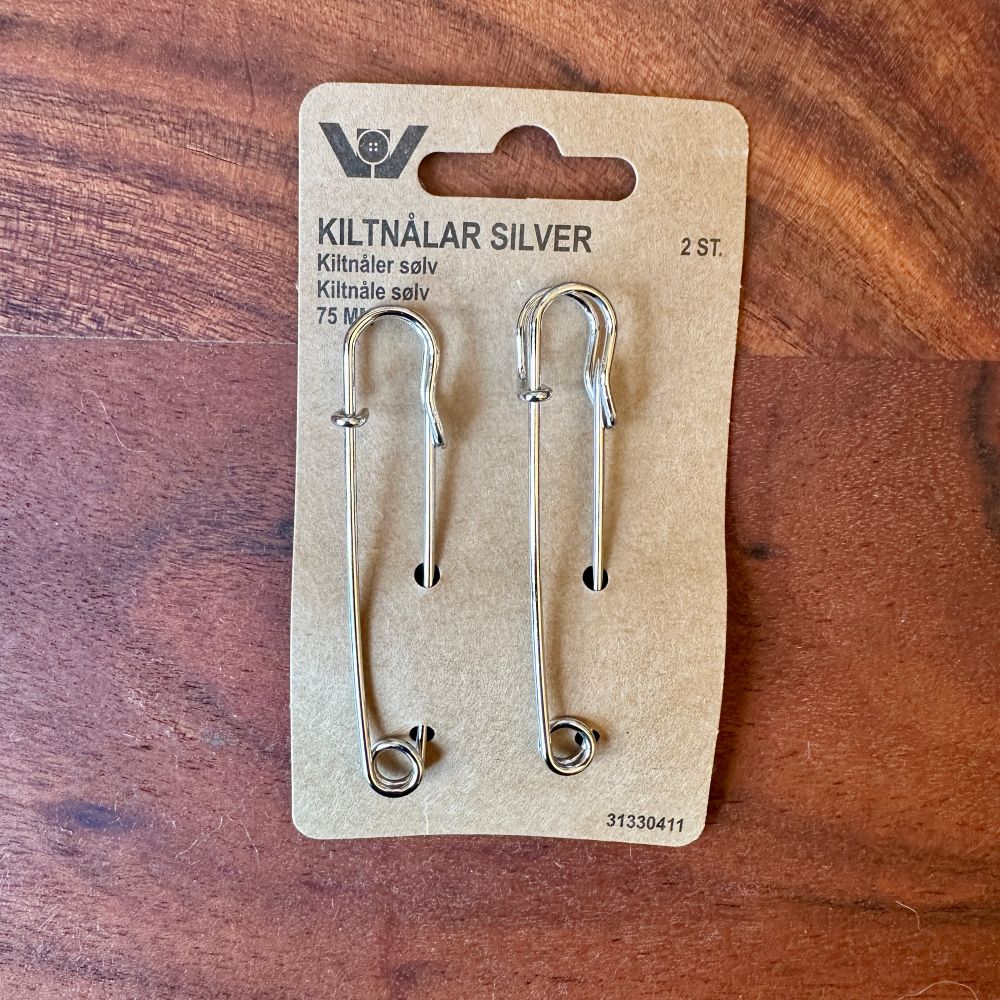 KILTNÅLAR SILVER
2 ST.
Kiltnåler sølv
Kiltnåle sølv
75
31330411